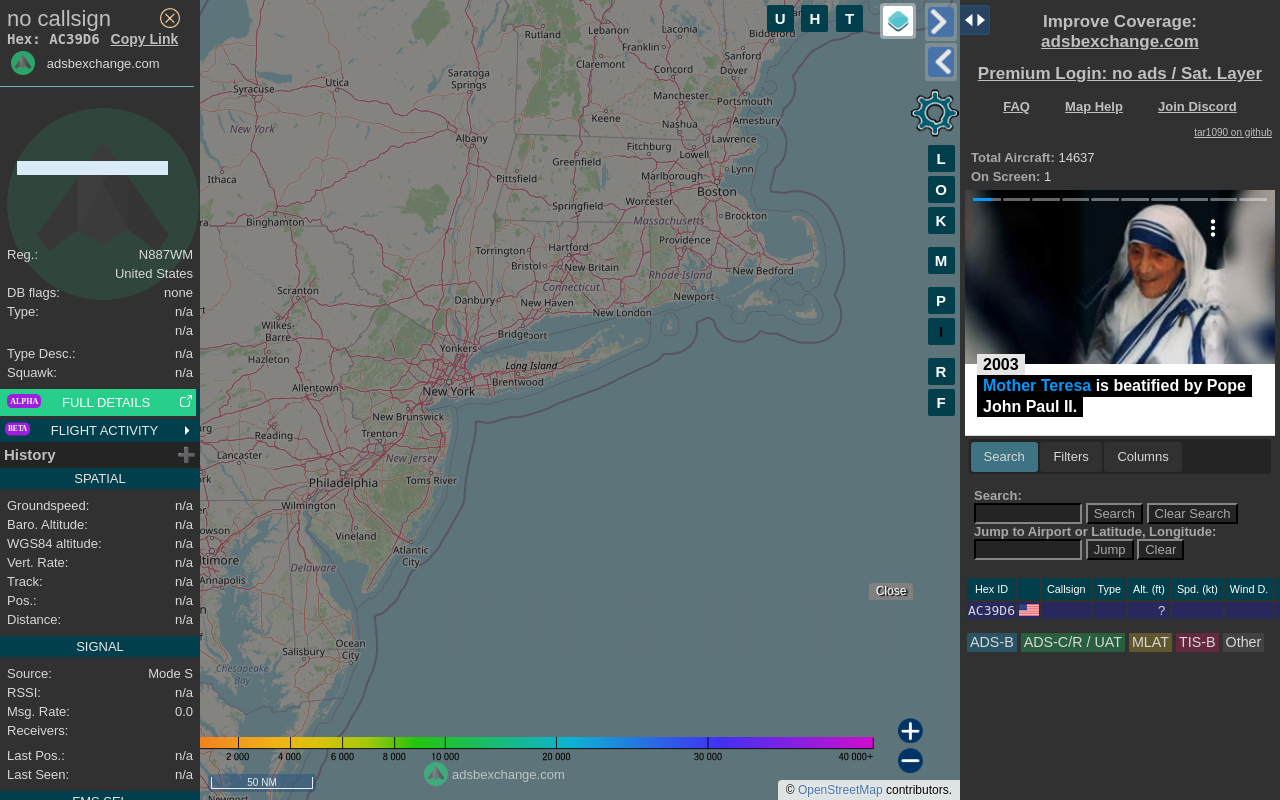 no callsign
Hex: AC39D6 Copy Link
adsbexchange.com
Reg.: N887WM
United States
DB flags: none
Type: n/a
n/a
Type Desc.: n/a
Squawk: n/a
ALPHA FULL DETAILS
BETA FLIGHT ACTIVITY
History
SPATIAL
Groundspeed: n/a
Baro. Altitude: n/a
WGS84 altitude: n/a
Vert. Rate: n/a
Track: n/a
Pos.: n/a
Distance: n/a
SIGNAL
Source: Mode S
RSSI: n/a
Msg. Rate: 0.0
Receivers:
Last Pos.: n/a
Last Seen: n/a
FMS SEL
U H T
L
O
K
M
P
I
R
F
Rutland
Lebanon
Laconia
Biddeford
Franklin
Sanford
Claremont
Concord
Dover
Saratoga
Springs
Utica
Syracuse
Manchester
Portsmouth
Keene
Nashua
Amesbury
New York
Albany
Lawrence
Fitchburg
Lowell
Greenfield
Lynn
Ithaca
Pittsfield
Marlborough
Boston
Springfield
Worcester
Brockton
Binghamton
Massachusetts
Providence
Torrington
Hartford
Bristol
New Britain
New Bedford
Rhode Island
Connecticut
Scranton
Danbury
New Haven
Newport
New London
Wilkes-
Barre
Bridgeport
Yonkers
Hazleton
Long Island
Brentwood
Allentown
New York
New Brunswick
Reading
Trenton
Lancaster
New Jersey
Philadelphia
Toms River
Wilmington
Vineland
Atlantic
City
Delaware
Annapolis
Ocean
City
Salisbury
Chesapeake
Bay
Close
2 000 4 000 6 000 8 000 10 000 20 000 30 000 40 000+
adsbexchange.com
50 NM
© OpenStreetMap contributors.
Improve Coverage:
adsbexchange.com
Premium Login: no ads / Sat. Layer
FAQ Map Help Join Discord
tar1090 on github
Total Aircraft: 14637
On Screen: 1
2003
Mother Teresa is beatified by Pope
John Paul II.
Search Filters Columns
Search:
Search Clear Search
Jump to Airport or Latitude, Longitude:
Jump Clear
Hex ID Callsign Type Alt. (ft) Spd. (kt) Wind D.
AC39D6 ?
ADS-B ADS-C/R / UAT MLAT TIS-B Other